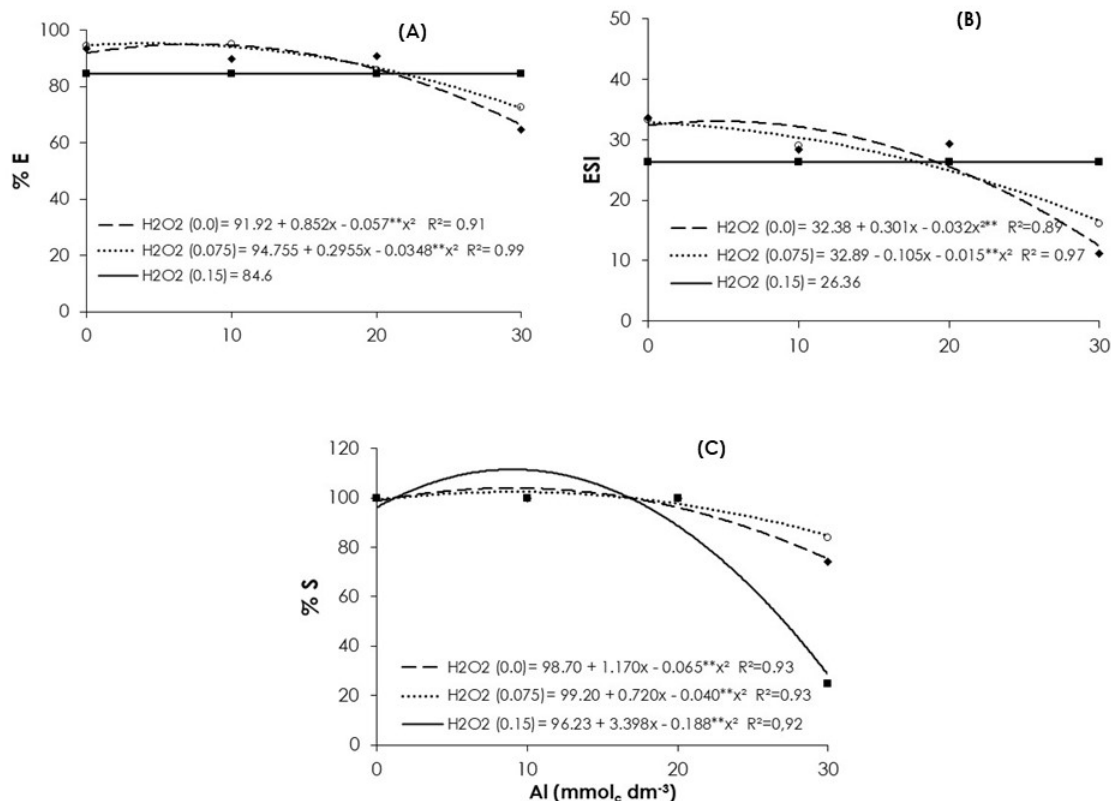 (A)
100
80
60
40
20
0
% E
H2O2 (0.0) = 91.92 + 0.852x - 0.057**x² R²= 0.91
H2O2 (0.075) = 94.755 + 0.2955x - 0.0348**x² R²= 0.99
H2O2 (0.15) = 84.6
0 10 20 30
(B)
50
40
30
20
10
0
ESI
H2O2 (0.0) = 32.38 + 0.301x - 0.032x²** R²=0.89
H2O2 (0.075) = 32.89 - 0.105x - 0.015**x² R² = 0.97
H2O2 (0.15) = 26.36
0 10 20 30
(C)
120
100
80
60
40
20
0
% S
H2O2 (0.0) = 98.70 + 1.170x - 0.065**x² R²=0.93
H2O2 (0.075) = 99.20 + 0.720x - 0.040**x² R²=0.93
H2O2 (0.15) = 96.23 + 3.398x - 0.188**x² R²=0,92
0 10 20 30
Al (mmolc dm⁻³)